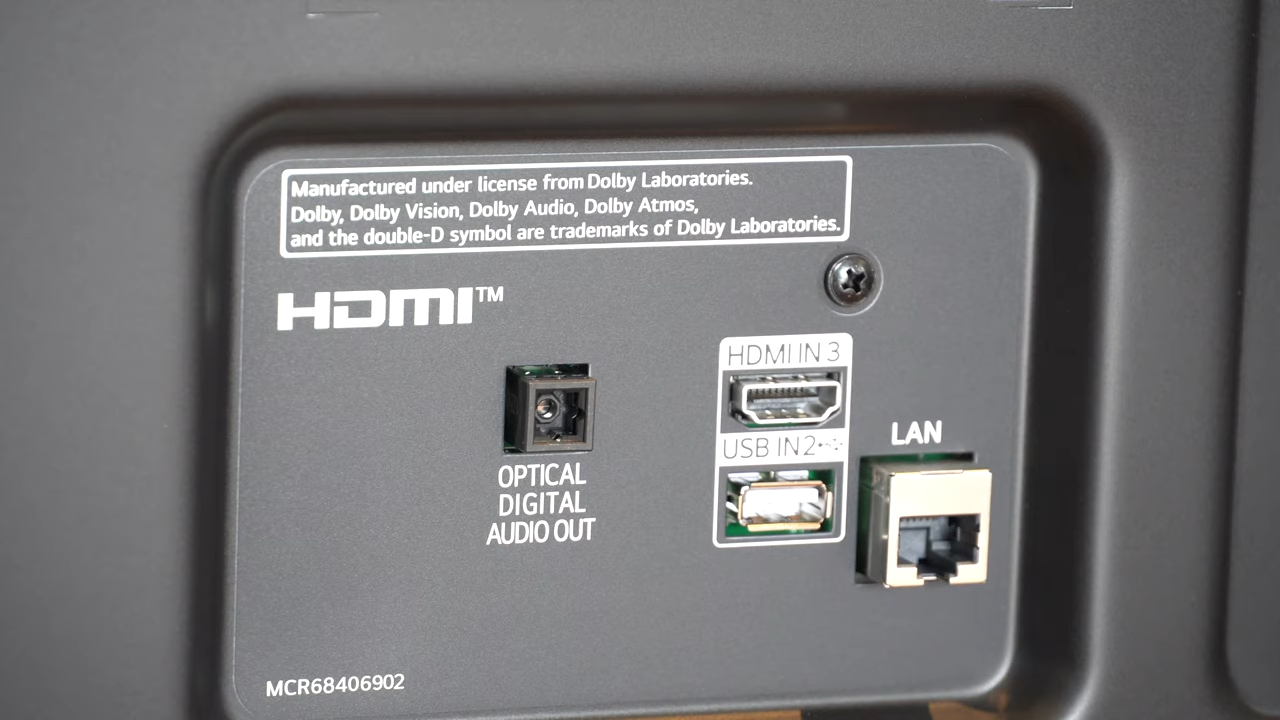 Manufactured under license from Dolby Laboratories.
Dolby, Dolby Vision, Dolby Audio, Dolby Atmos,
and the double-D symbol are trademarks of Dolby Laboratories.
HDMI™
HDMI IN 3
USB IN 2
LAN
OPTICAL
DIGITAL
AUDIO OUT
MCR68406902